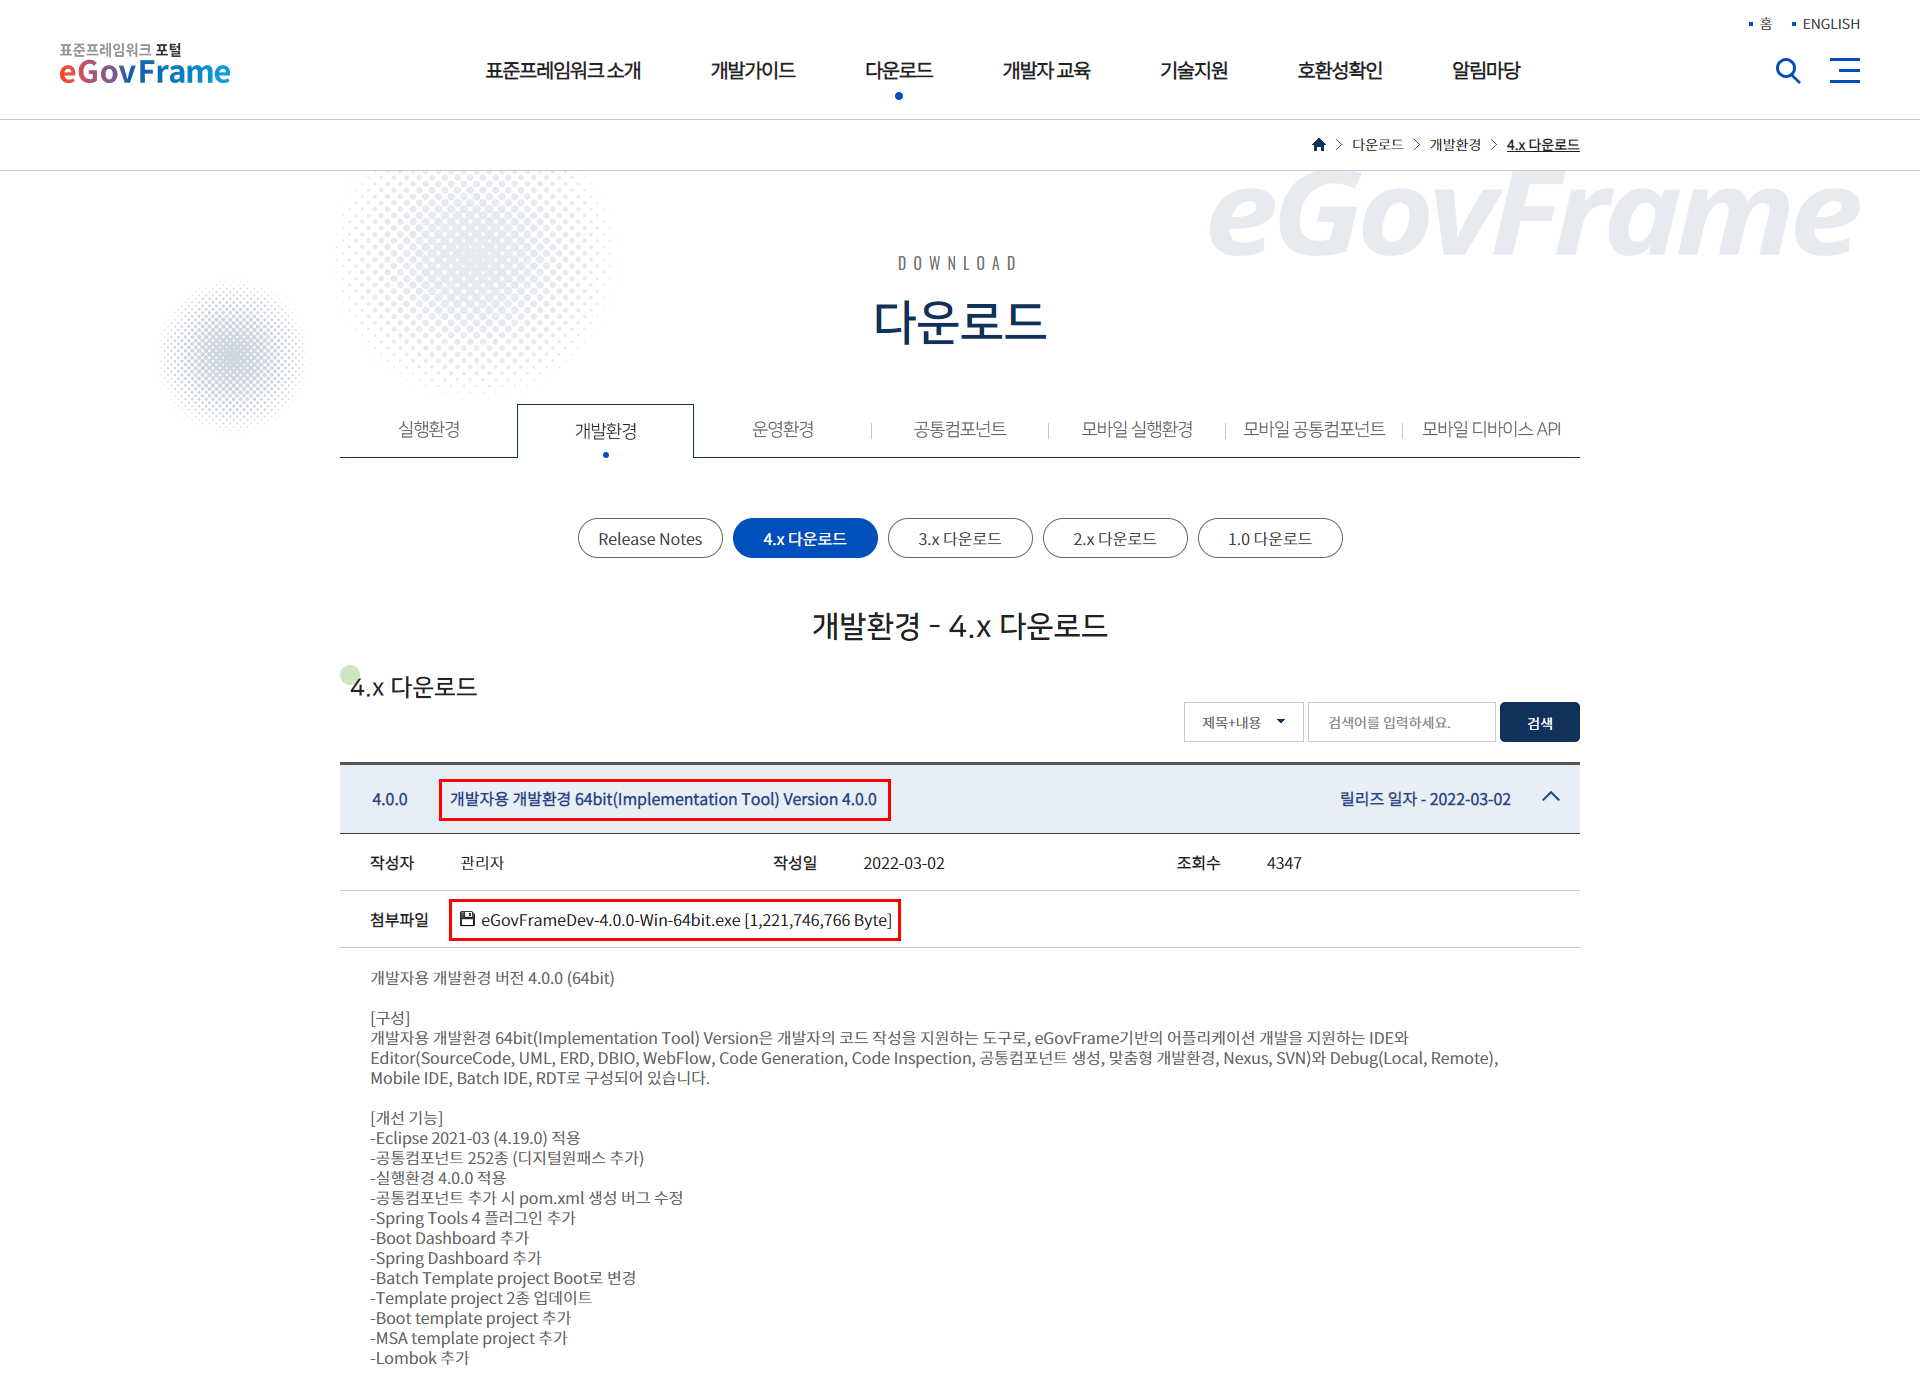 홈
ENGLISH
표준프레임워크 포털
eGovFrame
표준프레임워크 소개
개발가이드
다운로드
개발자 교육
기술지원
호환성확인
알림마당
다운로드
개발환경
4.x 다운로드
eGovFrame
DOWNLOAD
다운로드
실행환경
개발환경
운영환경
공통컴포넌트
모바일 실행환경
모바일 공통컴포넌트
모바일 디바이스 API
Release Notes
4.x 다운로드
3.x 다운로드
2.x 다운로드
1.0 다운로드
개발환경 - 4.x 다운로드
4.x 다운로드
제목+내용
검색어를 입력하세요.
검색
4.0.0
개발자용 개발환경 64bit(Implementation Tool) Version 4.0.0
릴리즈 일자 - 2022-03-02
작성자
관리자
작성일
2022-03-02
조회수
4347
첨부파일
eGovFrameDev-4.0.0-Win-64bit.exe [1,221,746,766 Byte]
개발자용 개발환경 버전 4.0.0 (64bit)
[구성]
개발자용 개발환경 64bit(Implementation Tool) Version은 개발자의 코드 작성을 지원하는 도구로, eGovFrame기반의 어플리케이션 개발을 지원하는 IDE와
Editor(SourceCode, UML, ERD, DBIO, WebFlow, Code Generation, Code Inspection, 공통컴포넌트 생성, 맞춤형 개발환경, Nexus, SVN)와 Debug(Local, Remote),
Mobile IDE, Batch IDE, RDT로 구성되어 있습니다.
[개선 기능]
-Eclipse 2021-03 (4.19.0) 적용
-공통컴포넌트 252종 (디지털원패스 추가)
-실행환경 4.0.0 적용
-공통컴포넌트 추가 시 pom.xml 생성 버그 수정
-Spring Tools 4 플러그인 추가
-Boot Dashboard 추가
-Spring Dashboard 추가
-Batch Template project Boot로 변경
-Template project 2종 업데이트
-Boot template project 추가
-MSA template project 추가
-Lombok 추가